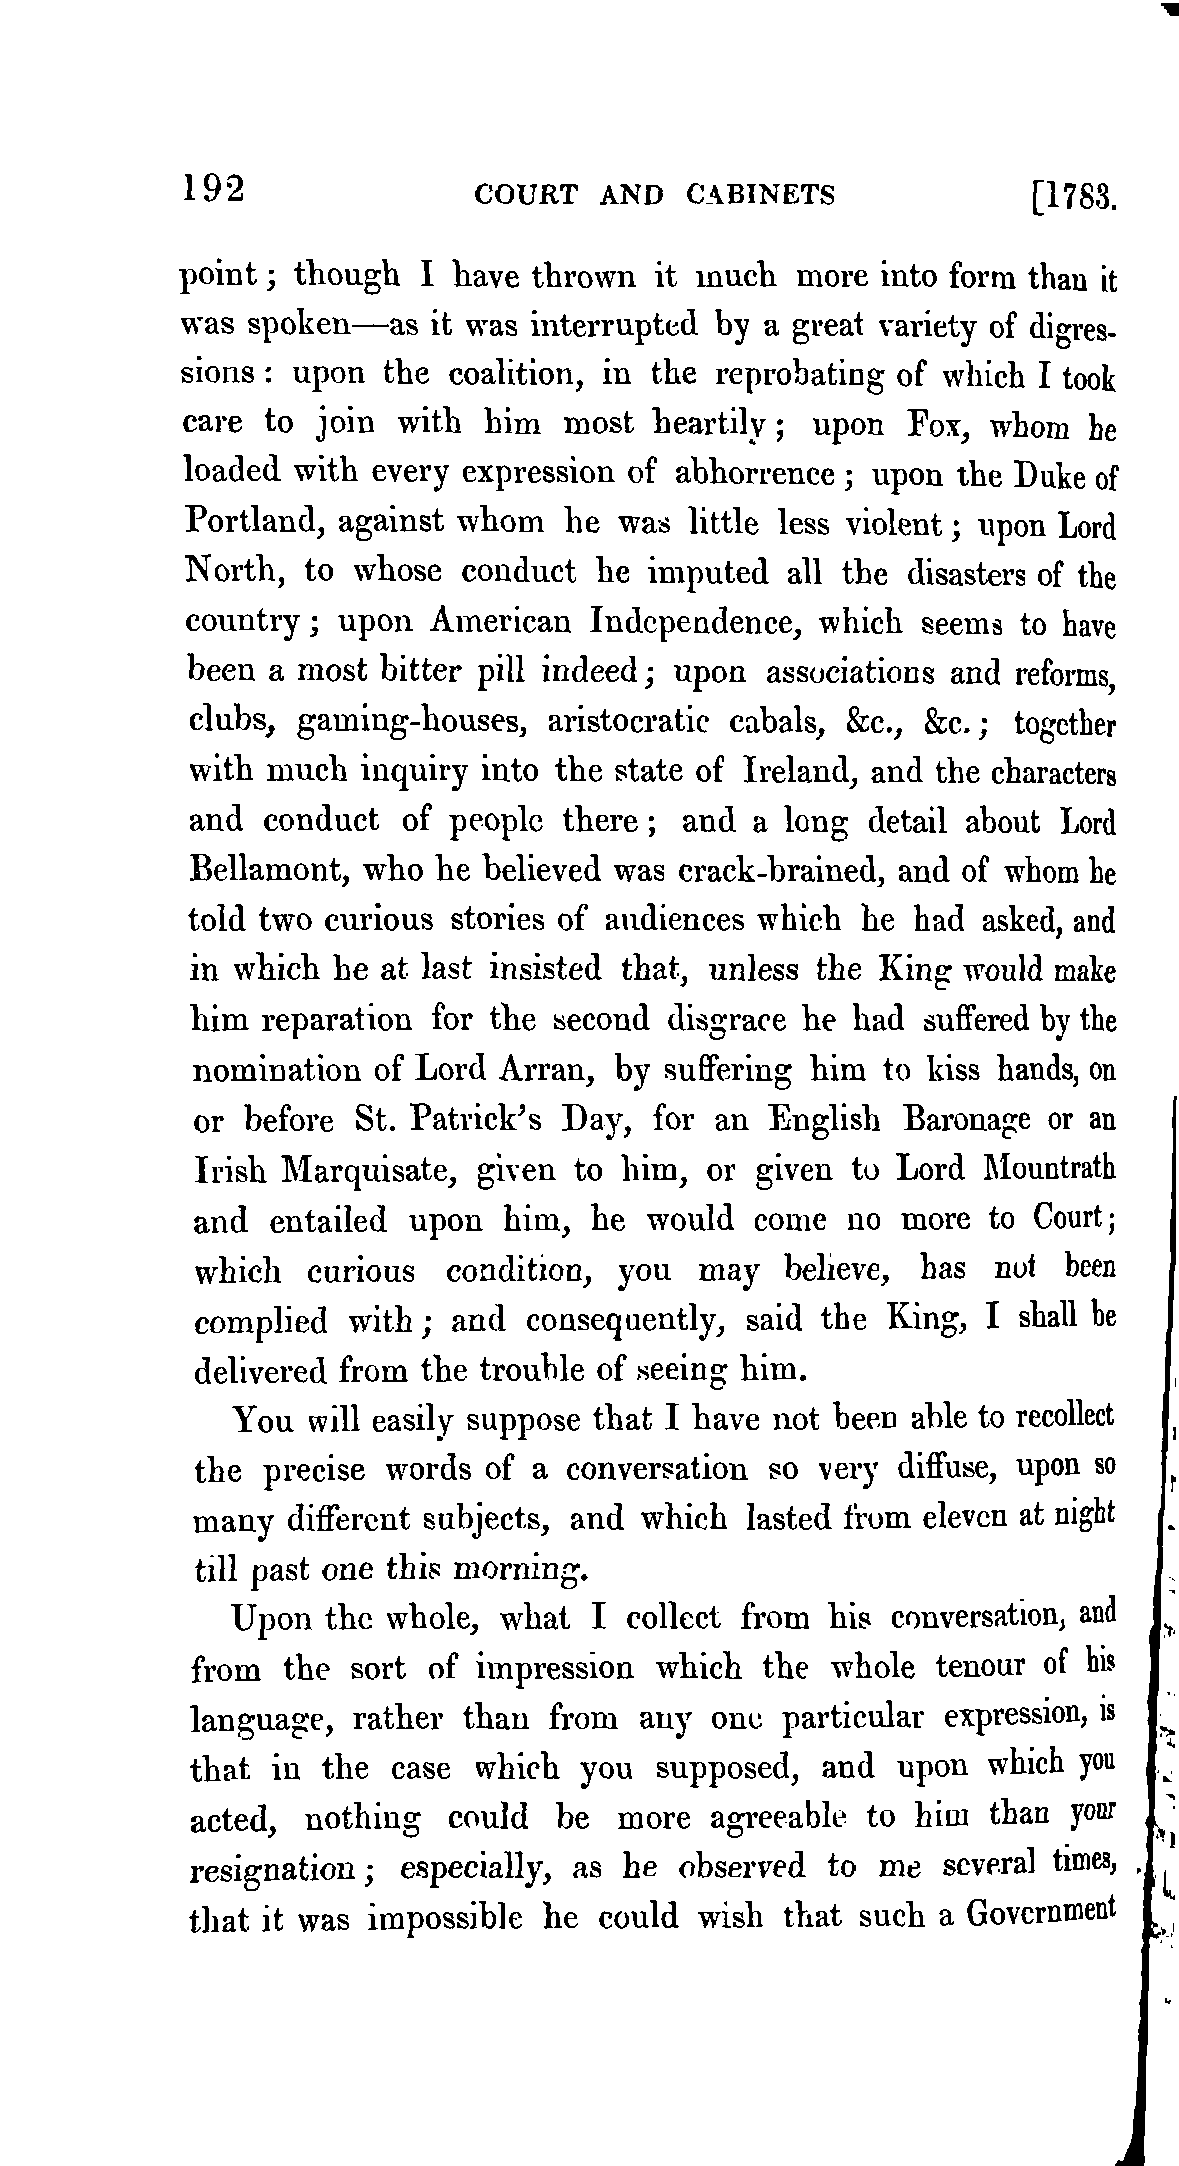 192 COURT AND CABINETS [1783.
point ; though I have thrown it much more into form than it
was spoken—as it was interrupted by a great variety of digres-
sions : upon the coalition, in the reprobating of which I took
care to join with him most heartily ; upon Fox, whom he
loaded with every expression of abhorrence ; upon the Duke of
Portland, against whom he was little less violent ; upon Lord
North, to whose conduct he imputed all the disasters of the
country ; upon American Independence, which seems to have
been a most bitter pill indeed ; upon associations and reforms,
clubs, gaming-houses, aristocratic cabals, &c., &c. ; together
with much inquiry into the state of Ireland, and the characters
and conduct of people there ; and a long detail about Lord
Bellamont, who he believed was crack-brained, and of whom he
told two curious stories of audiences which he had asked, and
in which he at last insisted that, unless the King would make
him reparation for the second disgrace he had suffered by the
nomination of Lord Arran, by suffering him to kiss hands, on
or before St. Patrick's Day, for an English Baronage or an
Irish Marquisate, given to him, or given to Lord Mountrath
and entailed upon him, he would come no more to Court ;
which curious condition, you may believe, has not been
complied with ; and consequently, said the King, I shall be
delivered from the trouble of seeing him.
You will easily suppose that I have not been able to recollect
the precise words of a conversation so very diffuse, upon so
many different subjects, and which lasted from eleven at night
till past one this morning.
Upon the whole, what I collect from his conversation, and
from the sort of impression which the whole tenour of his
language, rather than from any one particular expression, is
that in the case which you supposed, and upon which you
acted, nothing could be more agreeable to him than your
resignation ; especially, as he observed to me several times,
that it was impossible he could wish that such a Government